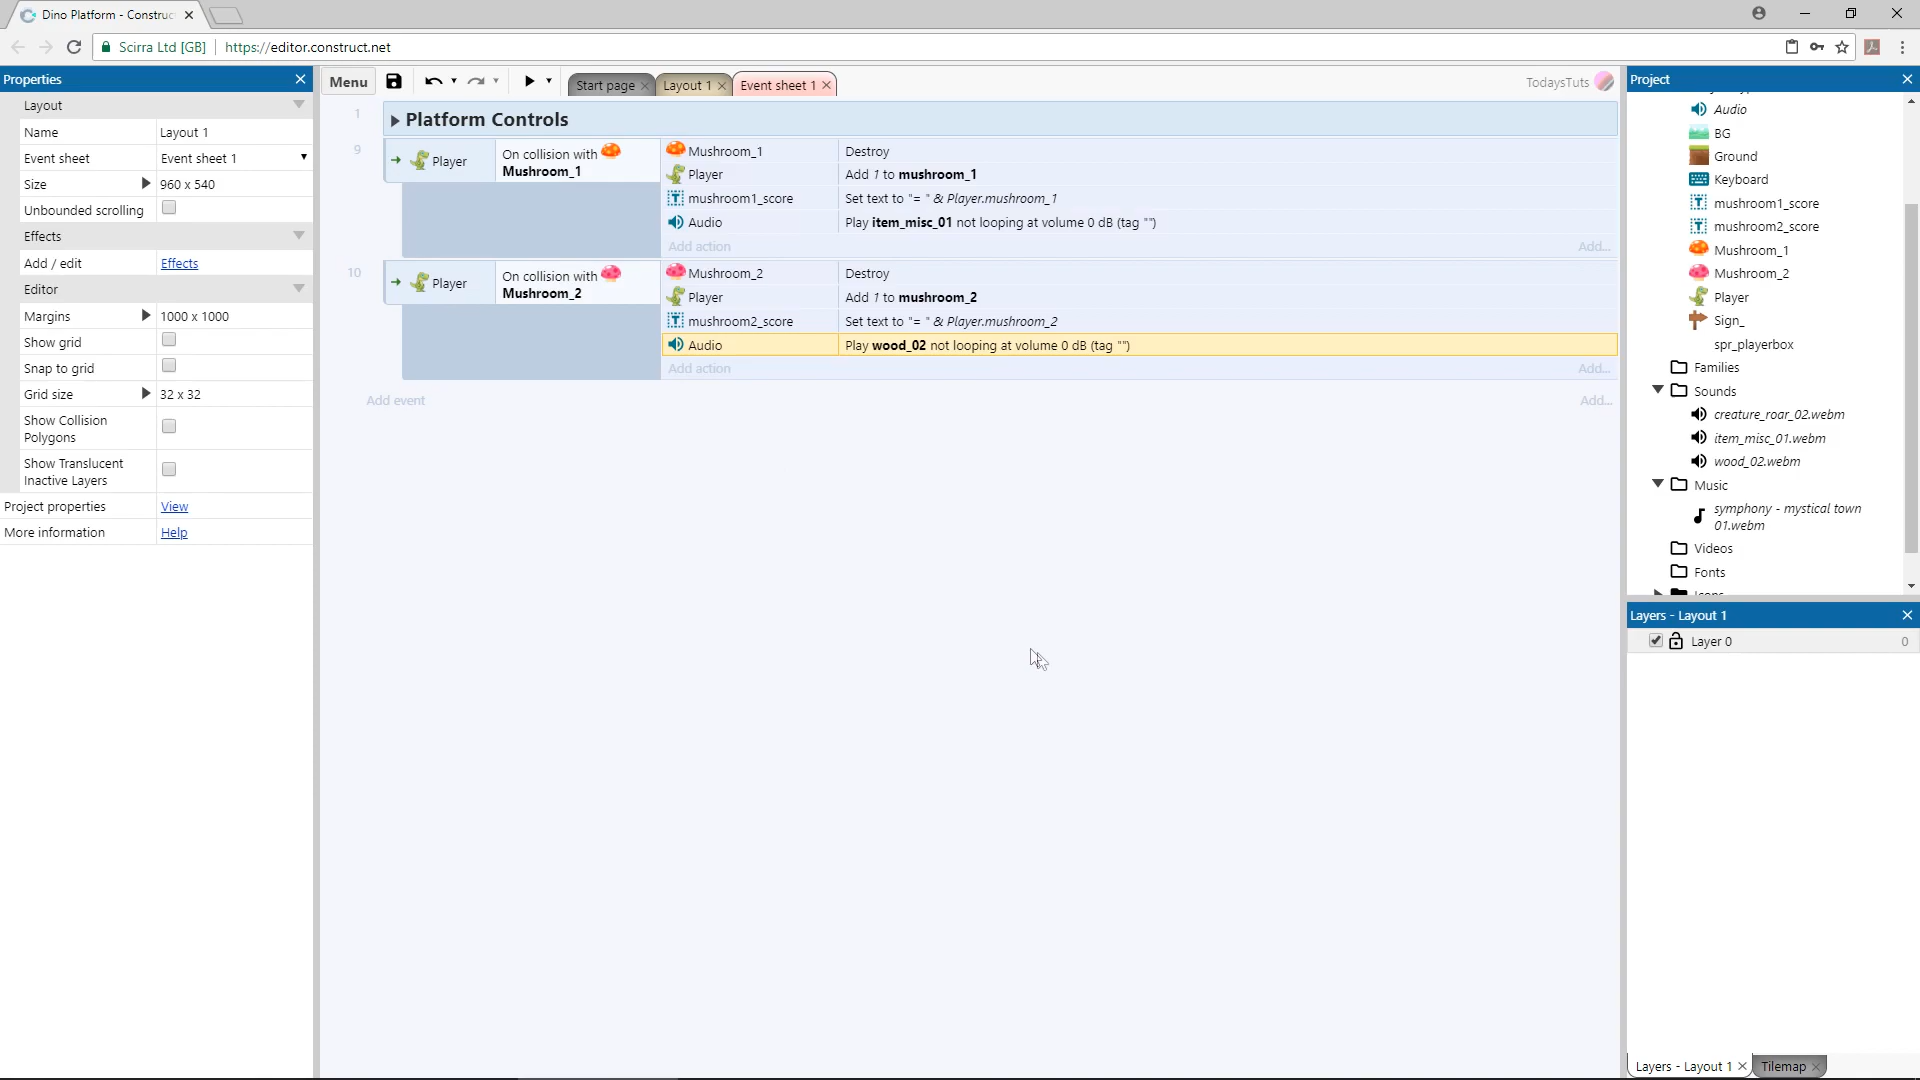 Dino Platform - Construc
Scirra Ltd [GB] https://editor.construct.net
Properties
Layout
Name Layout 1
Event sheet Event sheet 1
Size 960 x 540
Unbounded scrolling
Effects
Add / edit Effects
Editor
Margins 1000 x 1000
Show grid
Snap to grid
Grid size 32 x 32
Show Collision
Polygons
Show Translucent
Inactive Layers
Project properties View
More information Help
Menu Start page Layout 1 Event sheet 1 TodaysTuts
1 Platform Controls
9 Player On collision with
Mushroom_1
Mushroom_1 Destroy
Player Add 1 to mushroom_1
mushroom1_score Set text to "= " & Player.mushroom_1
Audio Play item_misc_01 not looping at volume 0 dB (tag "")
Add action Add...
10 Player On collision with
Mushroom_2
Mushroom_2 Destroy
Player Add 1 to mushroom_2
mushroom2_score Set text to "= " & Player.mushroom_2
Audio Play wood_02 not looping at volume 0 dB (tag "")
Add action Add...
Add event Add...
Project
Audio
BG
Ground
Keyboard
mushroom1_score
mushroom2_score
Mushroom_1
Mushroom_2
Player
Sign_
spr_playerbox
Families
Sounds
creature_roar_02.webm
item_misc_01.webm
wood_02.webm
Music
symphony - mystical town
01.webm
Videos
Fonts
Layers - Layout 1
Layer 0 0
Layers - Layout 1 Tilemap